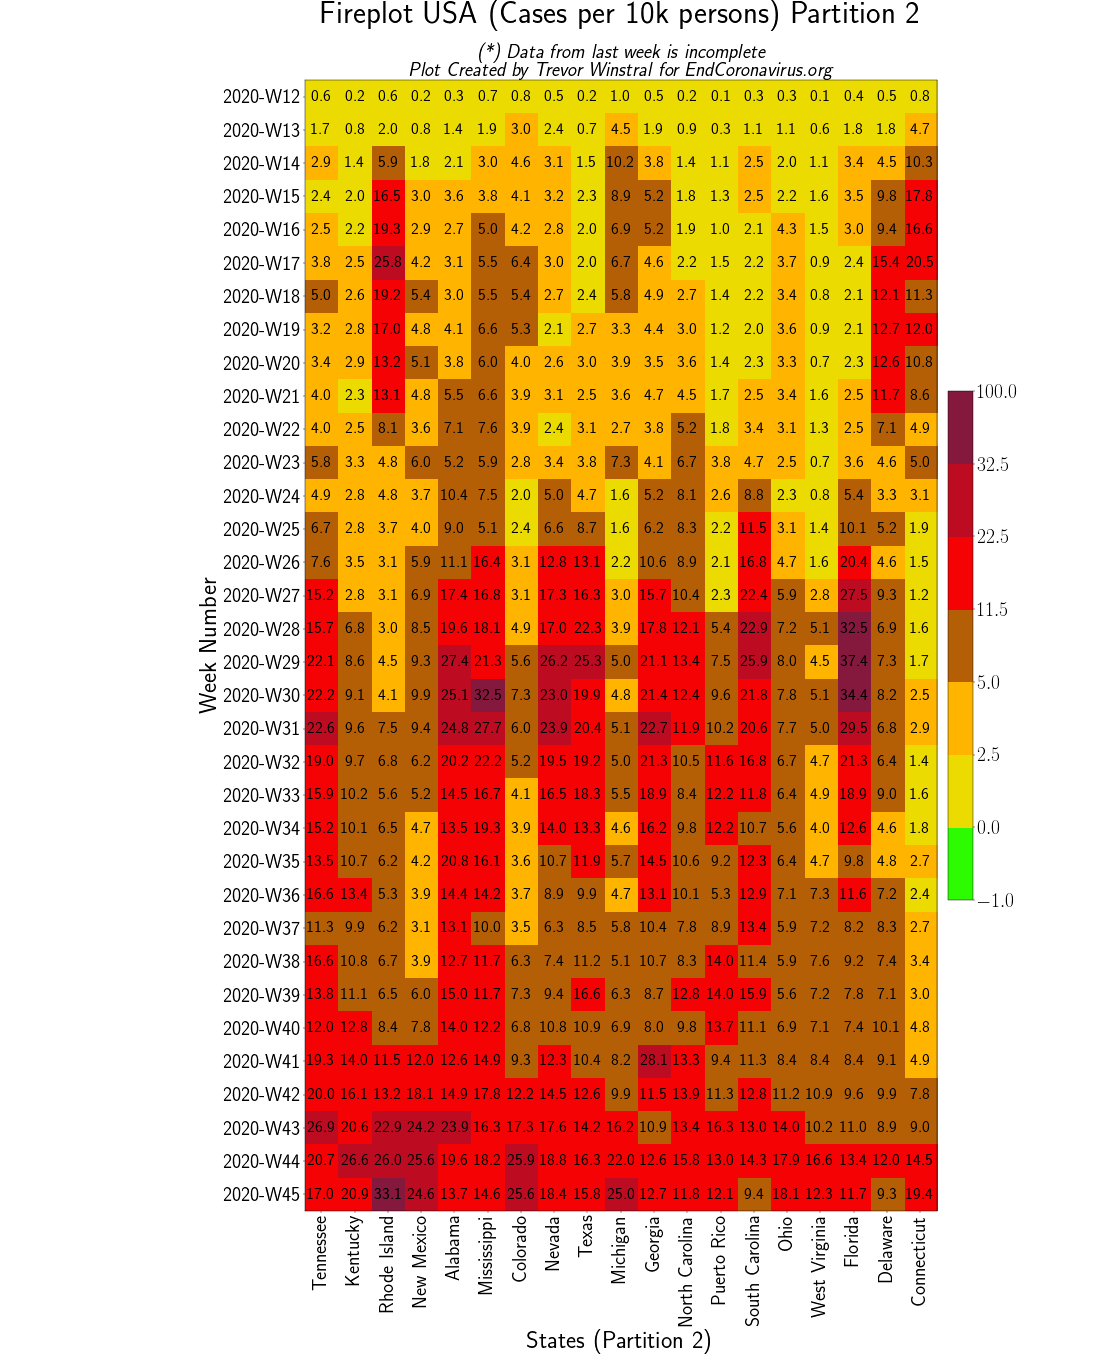 Fireplot USA (Cases per 10k persons) Partition 2
(*) Data from last week is incomplete
Plot Created by Trevor Winstral for EndCoronavirus.org
2020-W12 0.6 0.2 0.6 0.2 0.3 0.7 0.8 0.5 0.2 1.0 0.5 0.2 0.1 0.3 0.3 0.1 0.4 0.5 0.8
2020-W13 1.7 0.8 2.0 0.8 1.4 1.9 3.0 2.4 0.7 4.5 1.9 0.9 0.3 1.1 1.1 0.6 1.8 1.8 4.7
2020-W14 2.9 1.4 5.9 1.8 2.1 3.0 4.6 3.1 1.5 10.2 3.8 1.4 1.1 2.5 2.0 1.1 3.4 4.5 10.3
2020-W15 2.4 2.0 16.5 3.0 3.6 3.8 4.1 3.2 2.3 8.9 5.2 1.8 1.3 2.5 2.2 1.6 3.5 9.8 17.8
2020-W16 2.5 2.2 19.3 2.9 2.7 5.0 4.2 2.8 2.0 6.9 5.2 1.9 1.0 2.1 4.3 1.5 3.0 9.4 16.6
2020-W17 3.8 2.5 25.8 4.2 3.1 5.5 6.4 3.0 2.0 6.7 4.6 2.2 1.5 2.2 3.7 0.9 2.4 15.4 20.5
2020-W18 5.0 2.6 19.2 5.4 3.0 5.5 5.4 2.7 2.4 5.8 4.9 2.7 1.4 2.2 3.4 0.8 2.1 12.1 11.3
2020-W19 3.2 2.8 17.0 4.8 4.1 6.6 5.3 2.1 2.7 3.3 4.4 3.0 1.2 2.0 3.6 0.9 2.1 12.7 12.0
2020-W20 3.4 2.9 13.2 5.1 3.8 6.0 4.0 2.6 3.0 3.9 3.5 3.6 1.4 2.3 3.3 0.7 2.3 12.6 10.8
2020-W21 4.0 2.3 13.1 4.8 5.5 6.6 3.9 3.1 2.5 3.6 4.7 4.5 1.7 2.5 3.4 1.6 2.5 11.7 8.6
2020-W22 4.0 2.5 8.1 3.6 7.1 7.6 3.9 2.4 3.1 2.7 3.8 5.2 1.8 3.4 3.1 1.3 2.5 7.1 4.9
2020-W23 5.8 3.3 4.8 6.0 5.2 5.9 2.8 3.4 3.8 7.3 4.1 6.7 3.8 4.7 2.5 0.7 3.6 4.6 5.0
2020-W24 4.9 2.8 4.8 3.7 10.4 7.5 2.0 5.0 4.7 1.6 5.2 8.1 2.6 8.8 2.3 0.8 5.4 3.3 3.1
2020-W25 6.7 2.8 3.7 4.0 9.0 5.1 2.4 6.6 8.7 1.6 6.2 8.3 2.2 11.5 3.1 1.4 10.1 5.2 1.9
2020-W26 7.6 3.5 3.1 5.9 11.1 16.4 3.1 12.8 13.1 2.2 10.6 8.9 2.1 16.8 4.7 1.6 20.4 4.6 1.5
2020-W27 15.2 2.8 3.1 6.9 17.4 16.8 3.1 17.3 16.3 3.0 15.7 10.4 2.3 22.4 5.9 2.8 27.5 9.3 1.2
2020-W28 15.7 6.8 3.0 8.5 19.6 18.1 4.9 17.0 22.3 3.9 17.8 12.1 5.4 22.9 7.2 5.1 32.5 6.9 1.6
2020-W29 22.1 8.6 4.5 9.3 27.4 21.3 5.6 26.2 25.3 5.0 21.1 13.4 7.5 25.9 8.0 4.5 37.4 7.3 1.7
2020-W30 22.2 9.1 4.1 9.9 25.1 32.5 7.3 23.0 19.9 4.8 21.4 12.4 9.6 21.8 7.8 5.1 34.4 8.2 2.5
2020-W31 22.6 9.6 7.5 9.4 24.8 27.7 6.0 23.9 20.4 5.1 22.7 11.9 10.2 20.6 7.7 5.0 29.5 6.8 2.9
2020-W32 19.0 9.7 6.8 6.2 20.2 22.2 5.2 19.5 19.2 5.0 21.3 10.5 11.6 16.8 6.7 4.7 21.3 6.4 1.4
2020-W33 15.9 10.2 5.6 5.2 14.5 16.7 4.1 16.5 18.3 5.5 18.9 8.4 12.2 11.8 6.4 4.9 18.9 9.0 1.6
2020-W34 15.2 10.1 6.5 4.7 13.5 19.3 3.9 14.0 13.3 4.6 16.2 9.8 12.2 10.7 5.6 4.0 12.6 4.6 1.8
2020-W35 13.5 10.7 6.2 4.2 20.8 16.1 3.6 10.7 11.9 5.7 14.5 10.6 9.2 12.3 6.4 4.7 9.8 4.8 2.7
2020-W36 16.6 13.4 5.3 3.9 14.4 14.2 3.7 8.9 9.9 4.7 13.1 10.1 5.3 12.9 7.1 7.3 11.6 7.2 2.4
2020-W37 11.3 9.9 6.2 3.1 13.1 10.0 3.5 6.3 8.5 5.8 10.4 7.8 8.9 13.4 5.9 7.2 8.2 8.3 2.7
2020-W38 16.6 10.8 6.7 3.9 12.7 11.7 6.3 7.4 11.2 5.1 10.7 8.3 14.0 11.4 5.9 7.6 9.2 7.4 3.4
2020-W39 13.8 11.1 6.5 6.0 15.0 11.7 7.3 9.4 16.6 6.3 8.7 12.8 14.0 15.9 5.6 7.2 7.8 7.1 3.0
2020-W40 12.0 12.8 8.4 7.8 14.0 12.2 6.8 10.8 10.9 6.9 8.0 9.8 13.7 11.1 6.9 7.1 7.4 10.1 4.8
2020-W41 19.3 14.0 11.5 12.0 12.6 14.9 9.3 12.3 10.4 8.2 28.1 13.3 9.4 11.3 8.4 8.4 8.4 9.1 4.9
2020-W42 20.0 16.1 13.2 18.1 14.9 17.8 12.2 14.5 12.6 9.9 11.5 13.9 11.3 12.8 11.2 10.9 9.6 9.9 7.8
2020-W43 26.9 20.6 22.9 24.2 23.9 16.3 17.3 17.6 14.2 16.2 10.9 13.4 16.3 13.0 14.0 10.2 11.0 8.9 9.0
2020-W44 20.7 26.6 26.0 25.6 19.6 18.2 25.9 18.8 16.3 22.0 12.6 15.8 13.0 14.3 17.9 16.6 13.4 12.0 14.5
2020-W45 17.0 20.9 33.1 24.6 13.7 14.6 25.6 18.4 15.8 25.0 12.7 11.8 12.1 9.4 18.1 12.3 11.7 9.3 19.4
Week Number
Tennessee
Kentucky
Rhode Island
New Mexico
Alabama
Mississippi
Colorado
Nevada
Texas
Michigan
Georgia
North Carolina
Puerto Rico
South Carolina
Ohio
West Virginia
Florida
Delaware
Connecticut
States (Partition 2)
100.0
32.5
22.5
11.5
5.0
2.5
0.0
−1.0